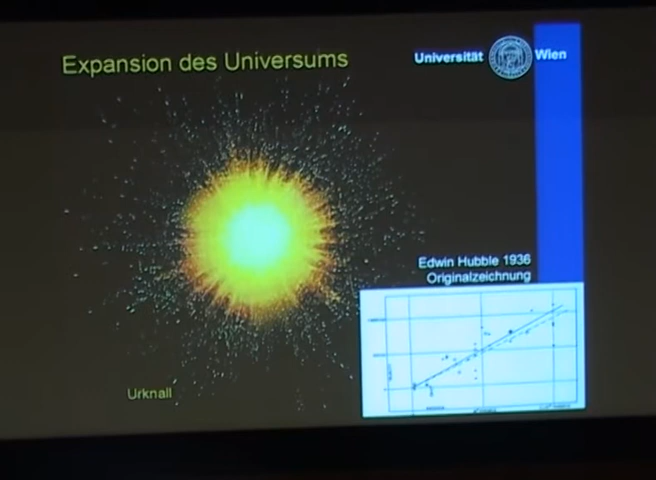 Expansion des Universums
Universität Wien
Edwin Hubble 1936
Originalzeichnung
Urknall